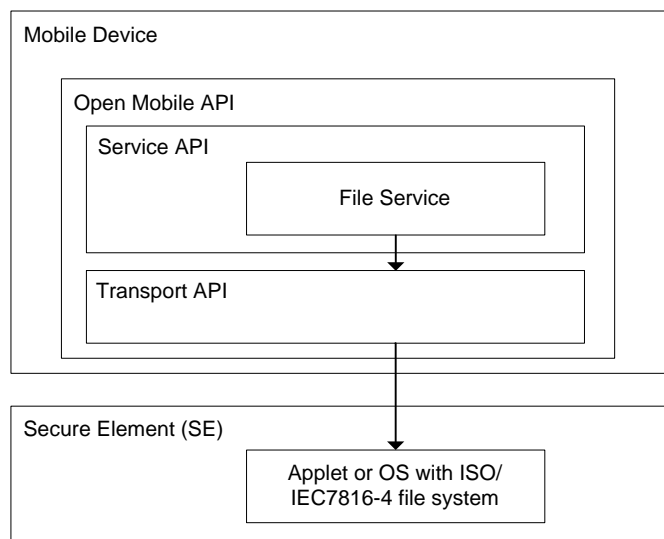 Mobile Device
Open Mobile API
Service API
File Service
Transport API
Secure Element (SE)
Applet or OS with ISO/
IEC7816-4 file system